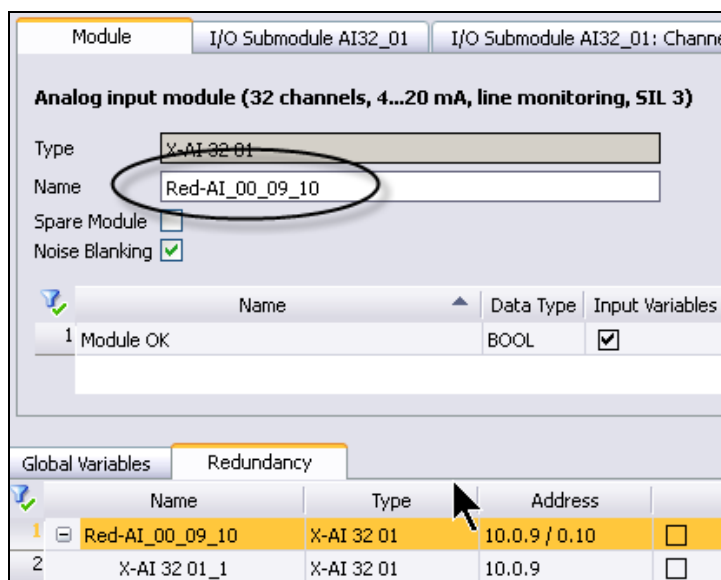 Module I/O Submodule AI32_01 I/O Submodule AI32_01: Channe
Analog input module (32 channels, 4...20 mA, line monitoring, SIL 3)
Type X-AI 32 01
Name Red-AI_00_09_10
Spare Module
Noise Blanking
Name Data Type Input Variables
1 Module OK BOOL
Global Variables Redundancy
Name Type Address
1 Red-AI_00_09_10 X-AI 32 01 10.0.9 / 0.10
2 X-AI 32 01_1 X-AI 32 01 10.0.9